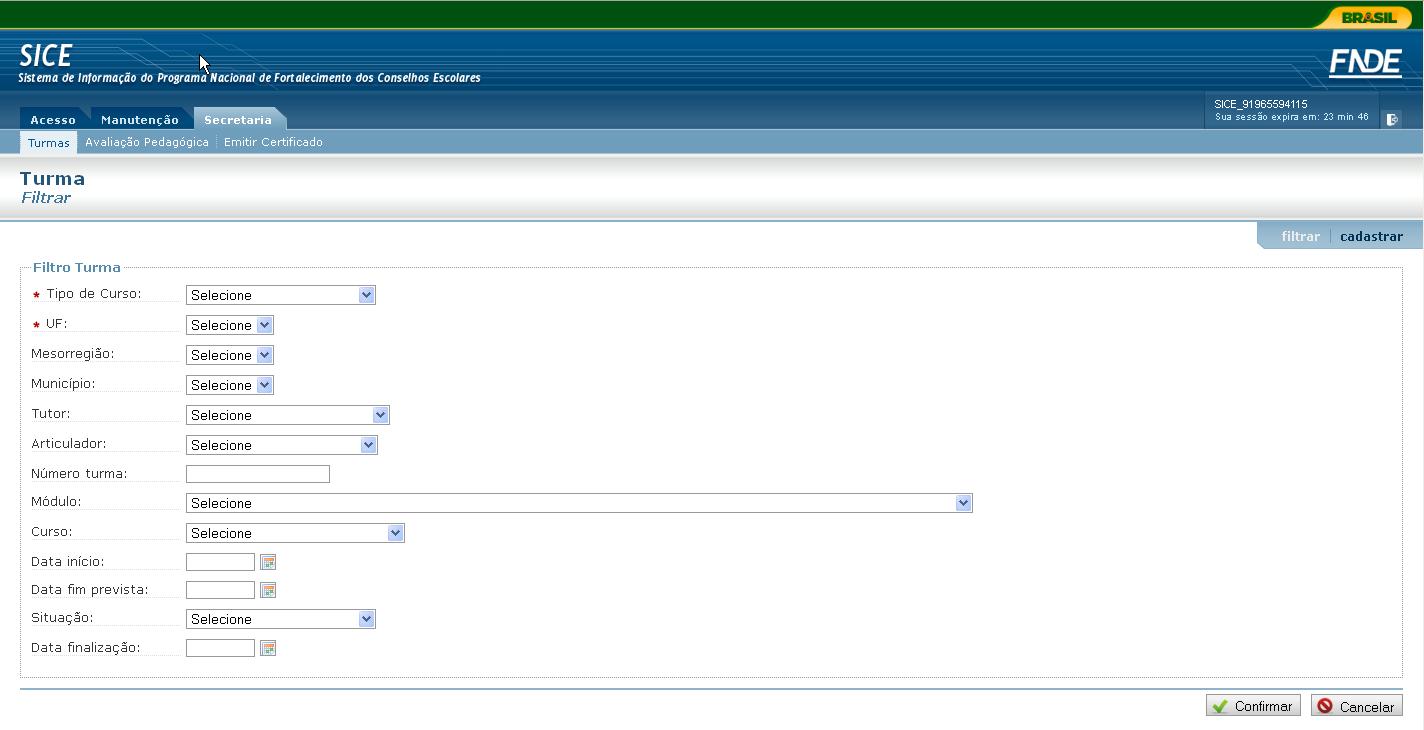 BRASIL
SICE
Sistema de Informação do Programa Nacional de Fortalecimento dos Conselhos Escolares
FNDE
Acesso Manutenção Secretaria
SICE_91965594115
Sua sessão expira em: 23 min 46
Turmas Avaliação Pedagógica Emitir Certificado
Turma
Filtrar
filtrar cadastrar
Filtro Turma
* Tipo de Curso: Selecione
* UF: Selecione
Mesorregião: Selecione
Município: Selecione
Tutor: Selecione
Articulador: Selecione
Número turma:
Módulo: Selecione
Curso: Selecione
Data início:
Data fim prevista:
Situação: Selecione
Data finalização:
Confirmar Cancelar